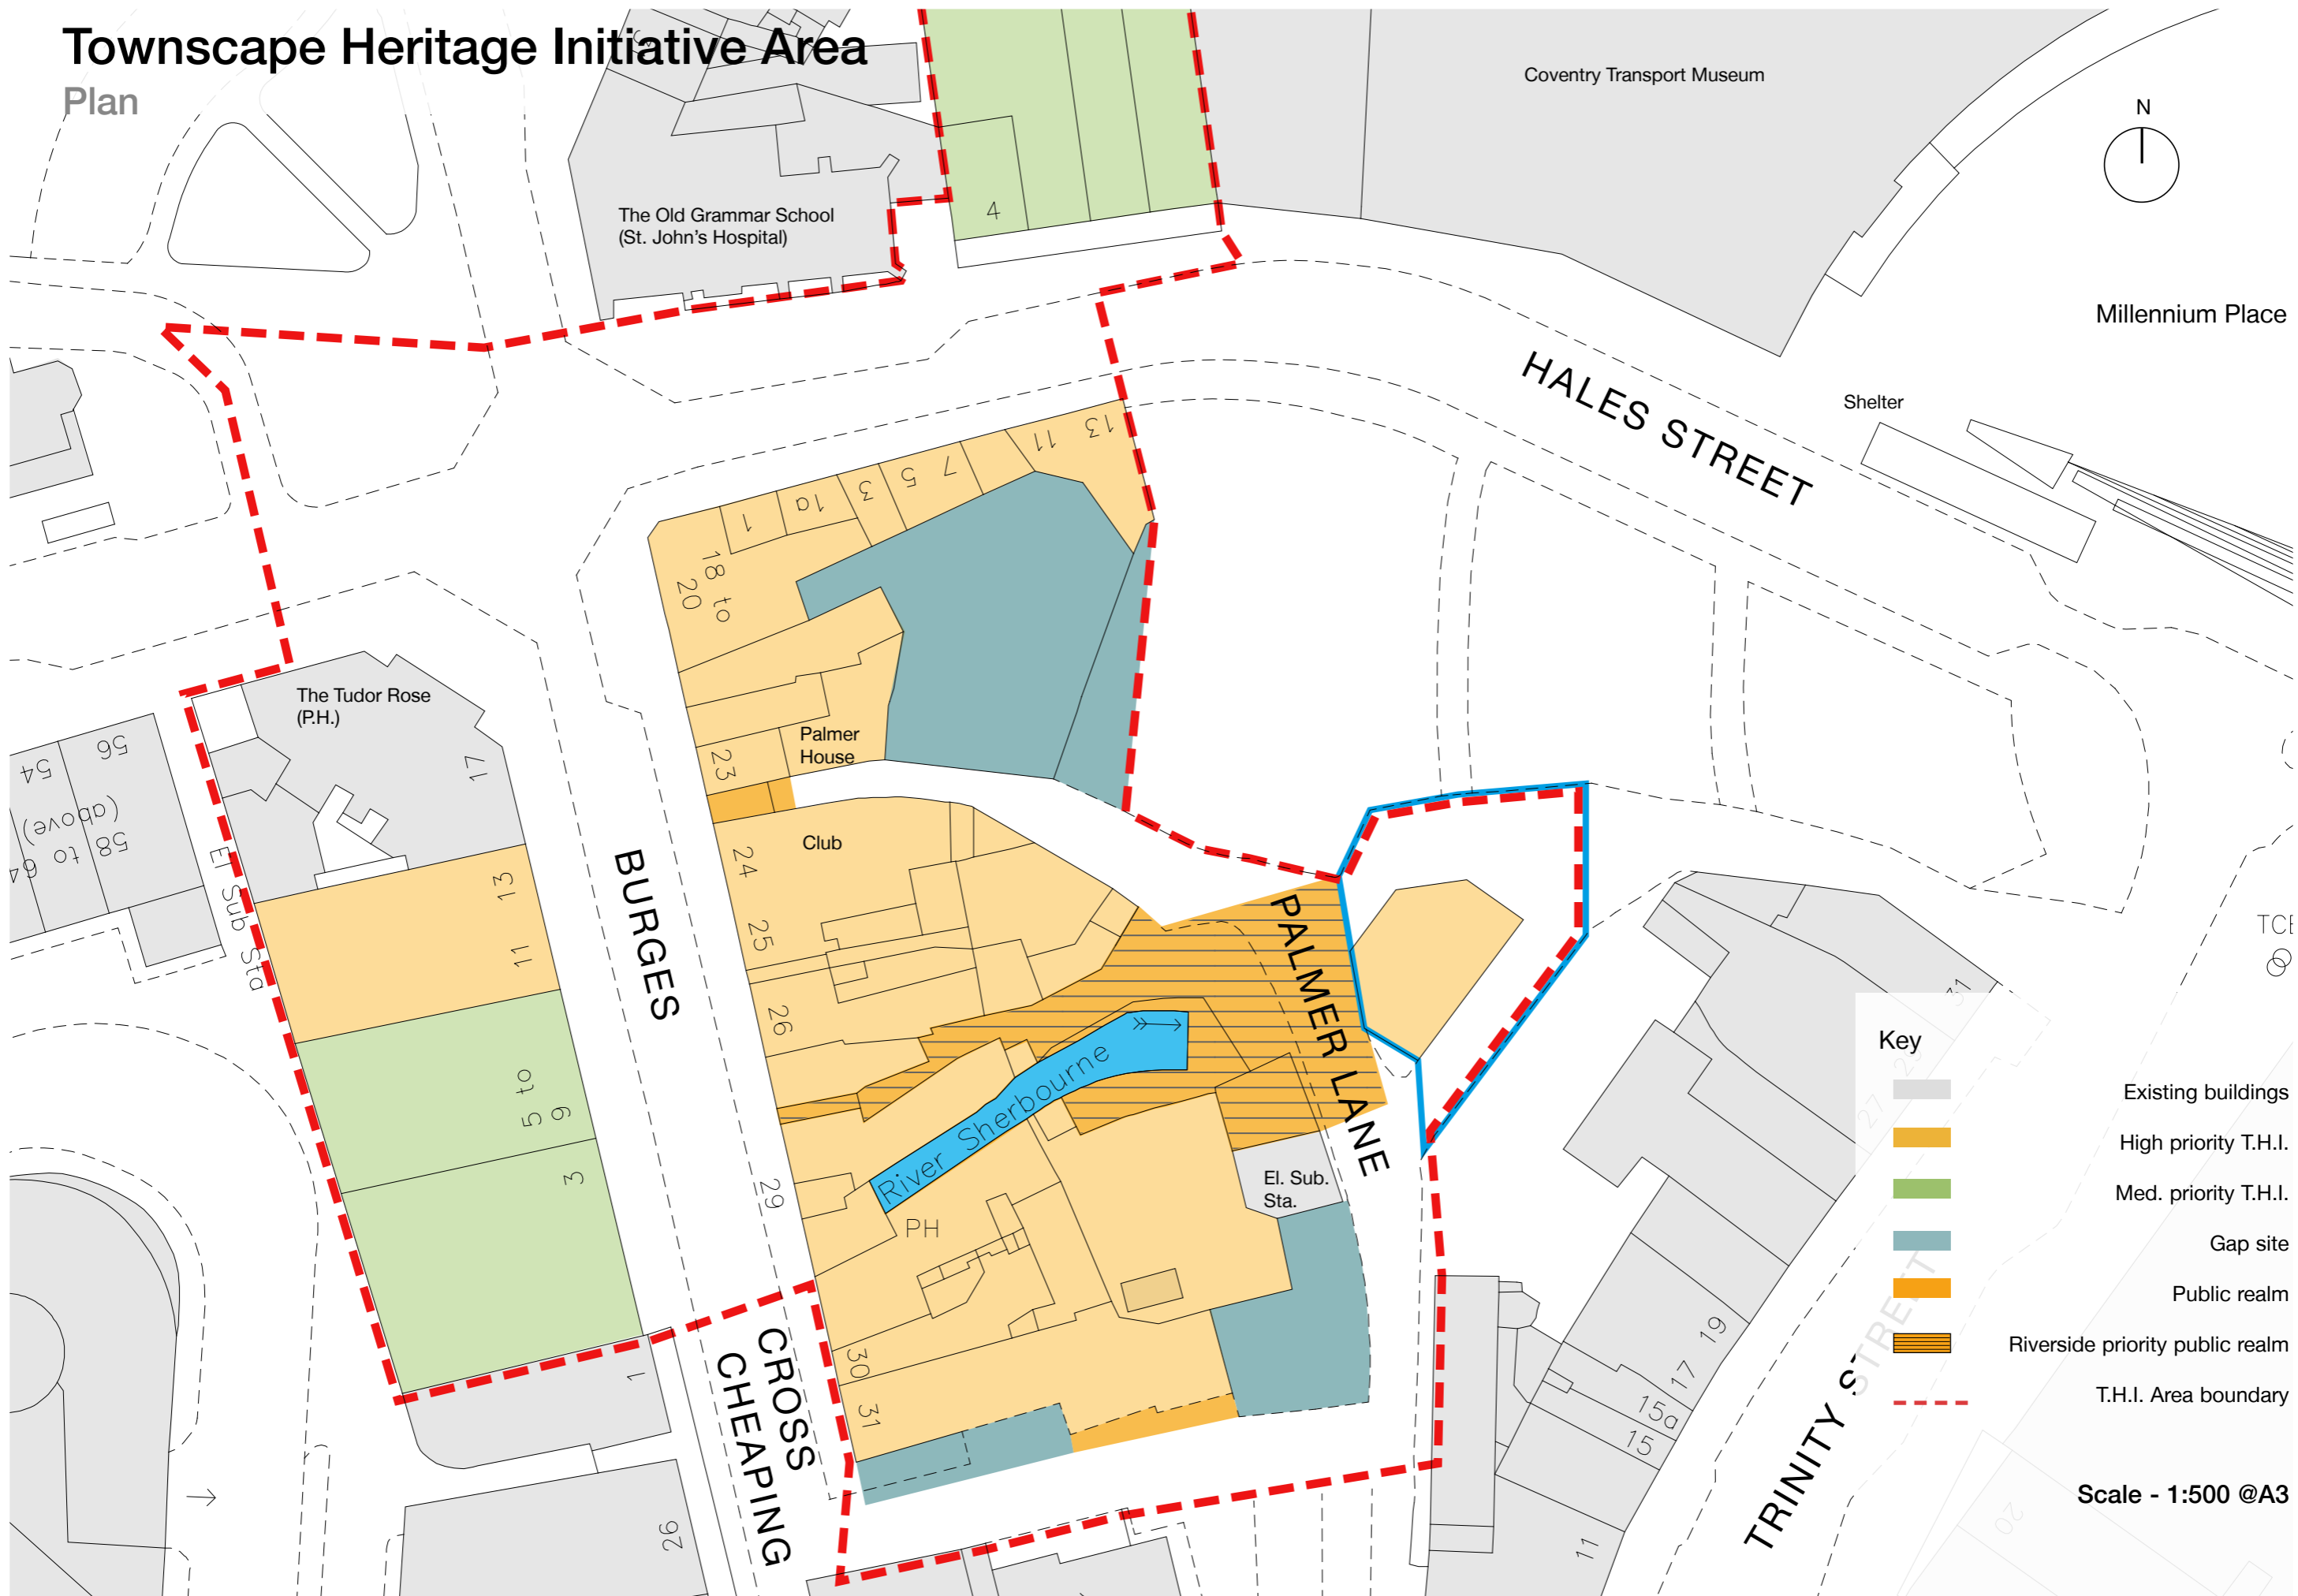 Townscape Heritage Initiative Area
Plan
Coventry Transport Museum
N
The Old Grammar School
(St. John's Hospital)
4
Millennium Place
HALES STREET
Shelter
13
11
7
5
3
1a
1
18 to
20
The Tudor Rose
(P.H.)
17
56
54
58 to 64
(above)
El Sub Sta
Palmer
House
23
Club
24
25
26
BURGES
13
11
5 to
9
3
29
PALMER LANE
River Sherbourne
PH
El. Sub.
Sta.
30
31
1
CROSS
CHEAPING
26
31
27
19
17
15a
15
11
20
TRINITY STREET
Key
Existing buildings
High priority T.H.I.
Med. priority T.H.I.
Gap site
Public realm
Riverside priority public realm
T.H.I. Area boundary
Scale - 1:500 @A3